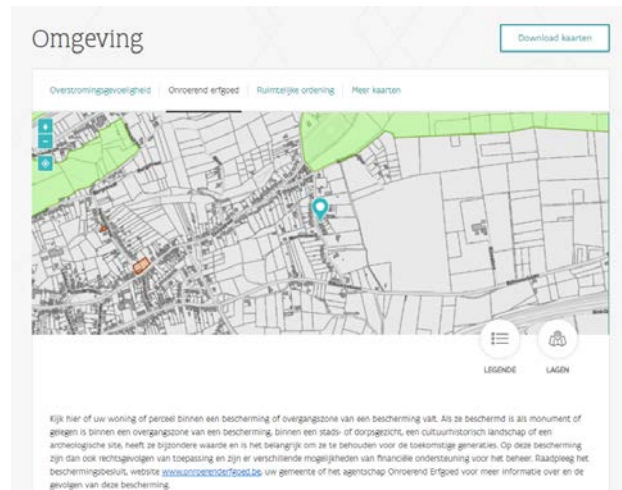 Omgeving
Download kaarten
Overstromingsgevoeligheid
Onroerend erfgoed
Ruimtelijke ordening
Meer kaarten
+
-
LEGENDE
LAGEN
Kijk hier of uw woning of perceel binnen een bescherming of overgangszone van een bescherming valt. Als ze beschermd is als monument of
gelegen is binnen een overgangszone van een bescherming, binnen een stads- of dorpsgezicht, een cultuurhistorisch landschap of een
archeologische site, heeft ze bijzondere waarde en is het belangrijk om ze te behouden voor de toekomstige generaties. Op deze bescherming
zijn dan ook rechtsgevolgen van toepassing en zijn er verschillende mogelijkheden van financiële ondersteuning voor het beheer. Raadpleeg het
beschermingsbesluit, website www.onroerenderfgoed.be, uw gemeente of het agentschap Onroerend Erfgoed voor meer informatie over en de
gevolgen van deze bescherming.